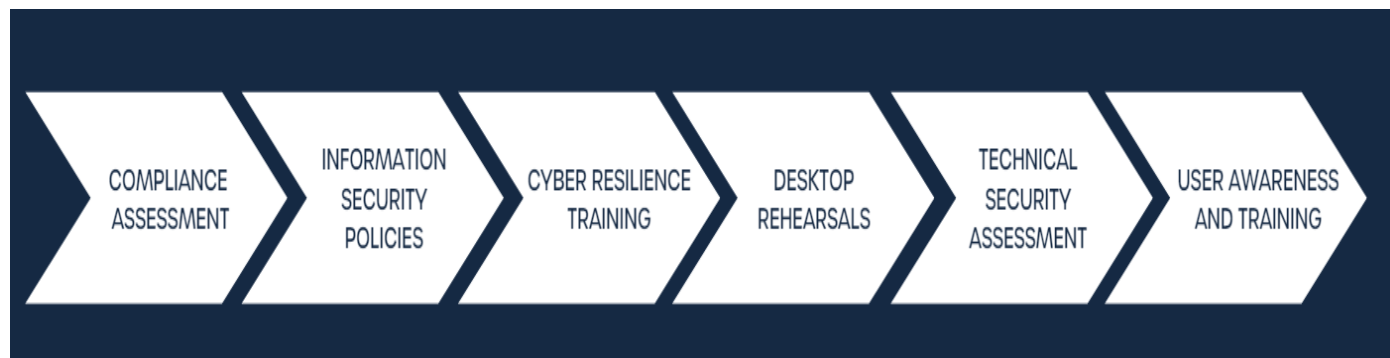 COMPLIANCE
ASSESSMENT
INFORMATION
SECURITY
POLICIES
CYBER RESILIENCE
TRAINING
DESKTOP
REHEARSALS
TECHNICAL
SECURITY
ASSESSMENT
USER AWARENESS
AND TRAINING